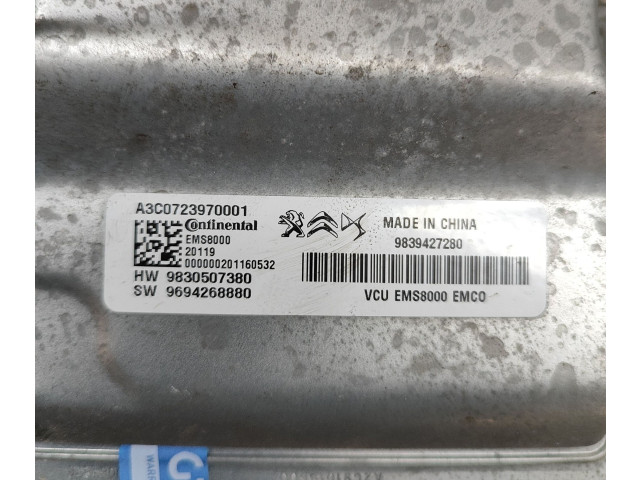 A3C0723970001
Continental
EMS8000
20119
000000201160532
HW 9830507380
SW 9694268880
MADE IN CHINA
9839427280
VCU EMS8000 EMCO